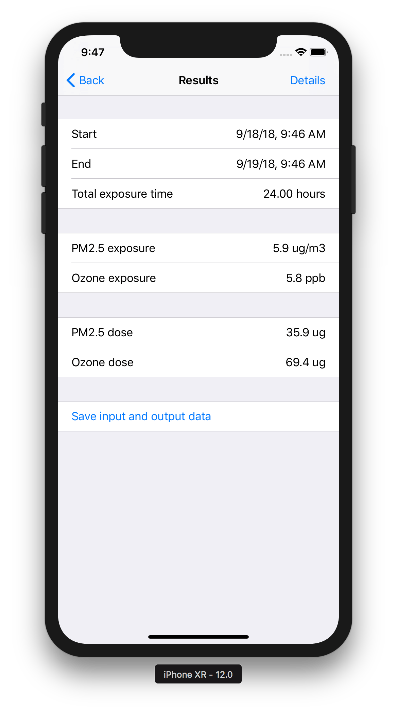 9:47
Back Results Details
Start 9/18/18, 9:46 AM
End 9/19/18, 9:46 AM
Total exposure time 24.00 hours
PM2.5 exposure 5.9 ug/m3
Ozone exposure 5.8 ppb
PM2.5 dose 35.9 ug
Ozone dose 69.4 ug
Save input and output data
iPhone XR - 12.0